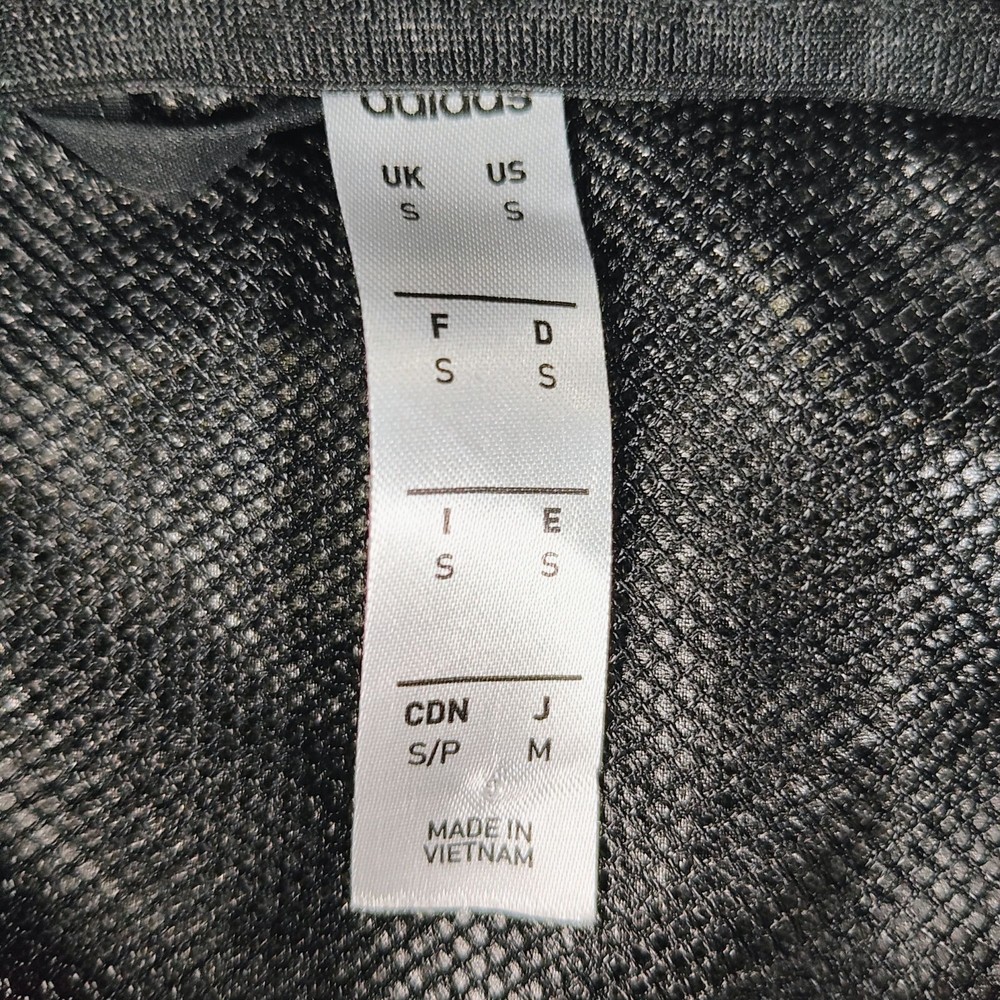 adidas
UK US
S S
F D
S S
I E
S S
CDN J
S/P M
MADE IN
VIETNAM